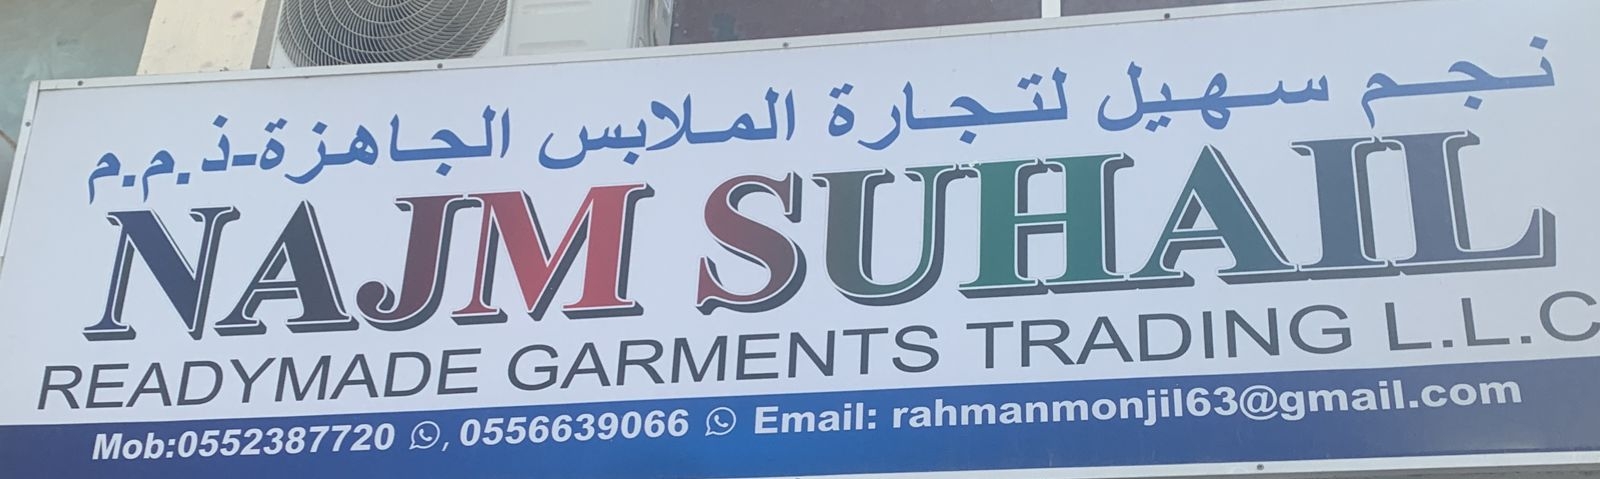 نجم سهيل لتجارة الملابس الجاهزة-ذ.م.م
NAJM SUHAIL
READYMADE GARMENTS TRADING L.L.C
Mob:0552387720, 0556639066 Email: rahmanmonjil63@gmail.com